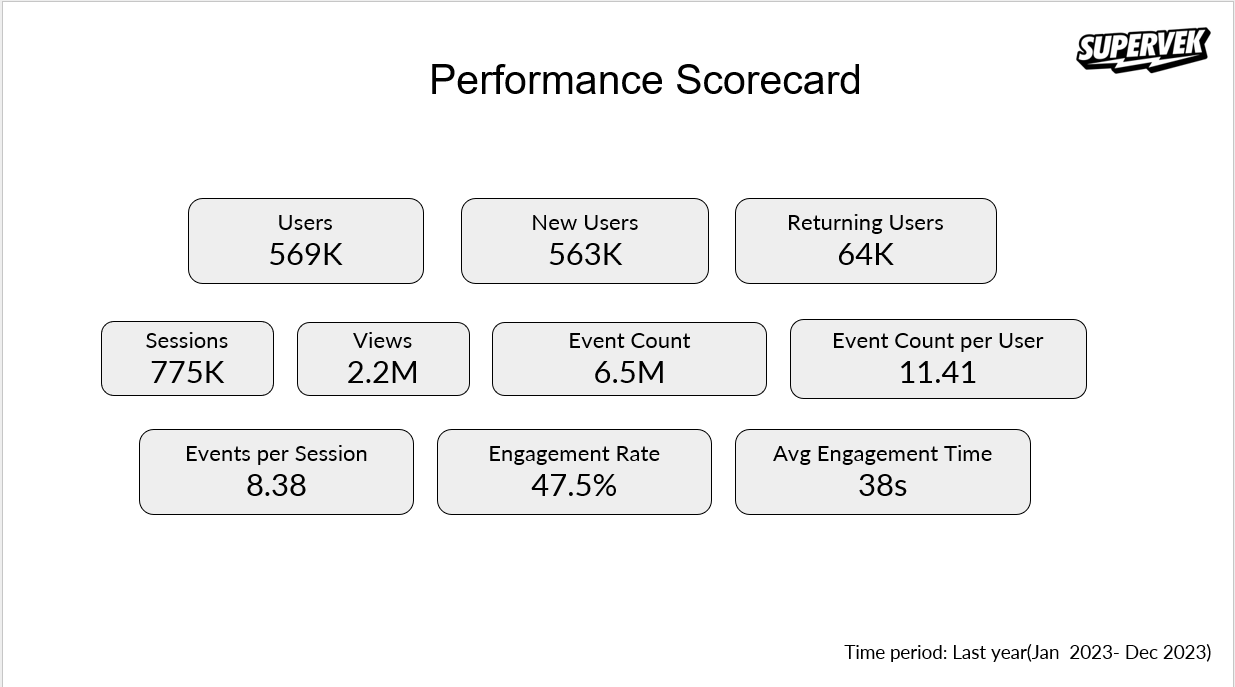 SUPERVEK
Performance Scorecard
Users
569K
New Users
563K
Returning Users
64K
Sessions
775K
Views
2.2M
Event Count
6.5M
Event Count per User
11.41
Events per Session
8.38
Engagement Rate
47.5%
Avg Engagement Time
38s
Time period: Last year(Jan  2023- Dec 2023)